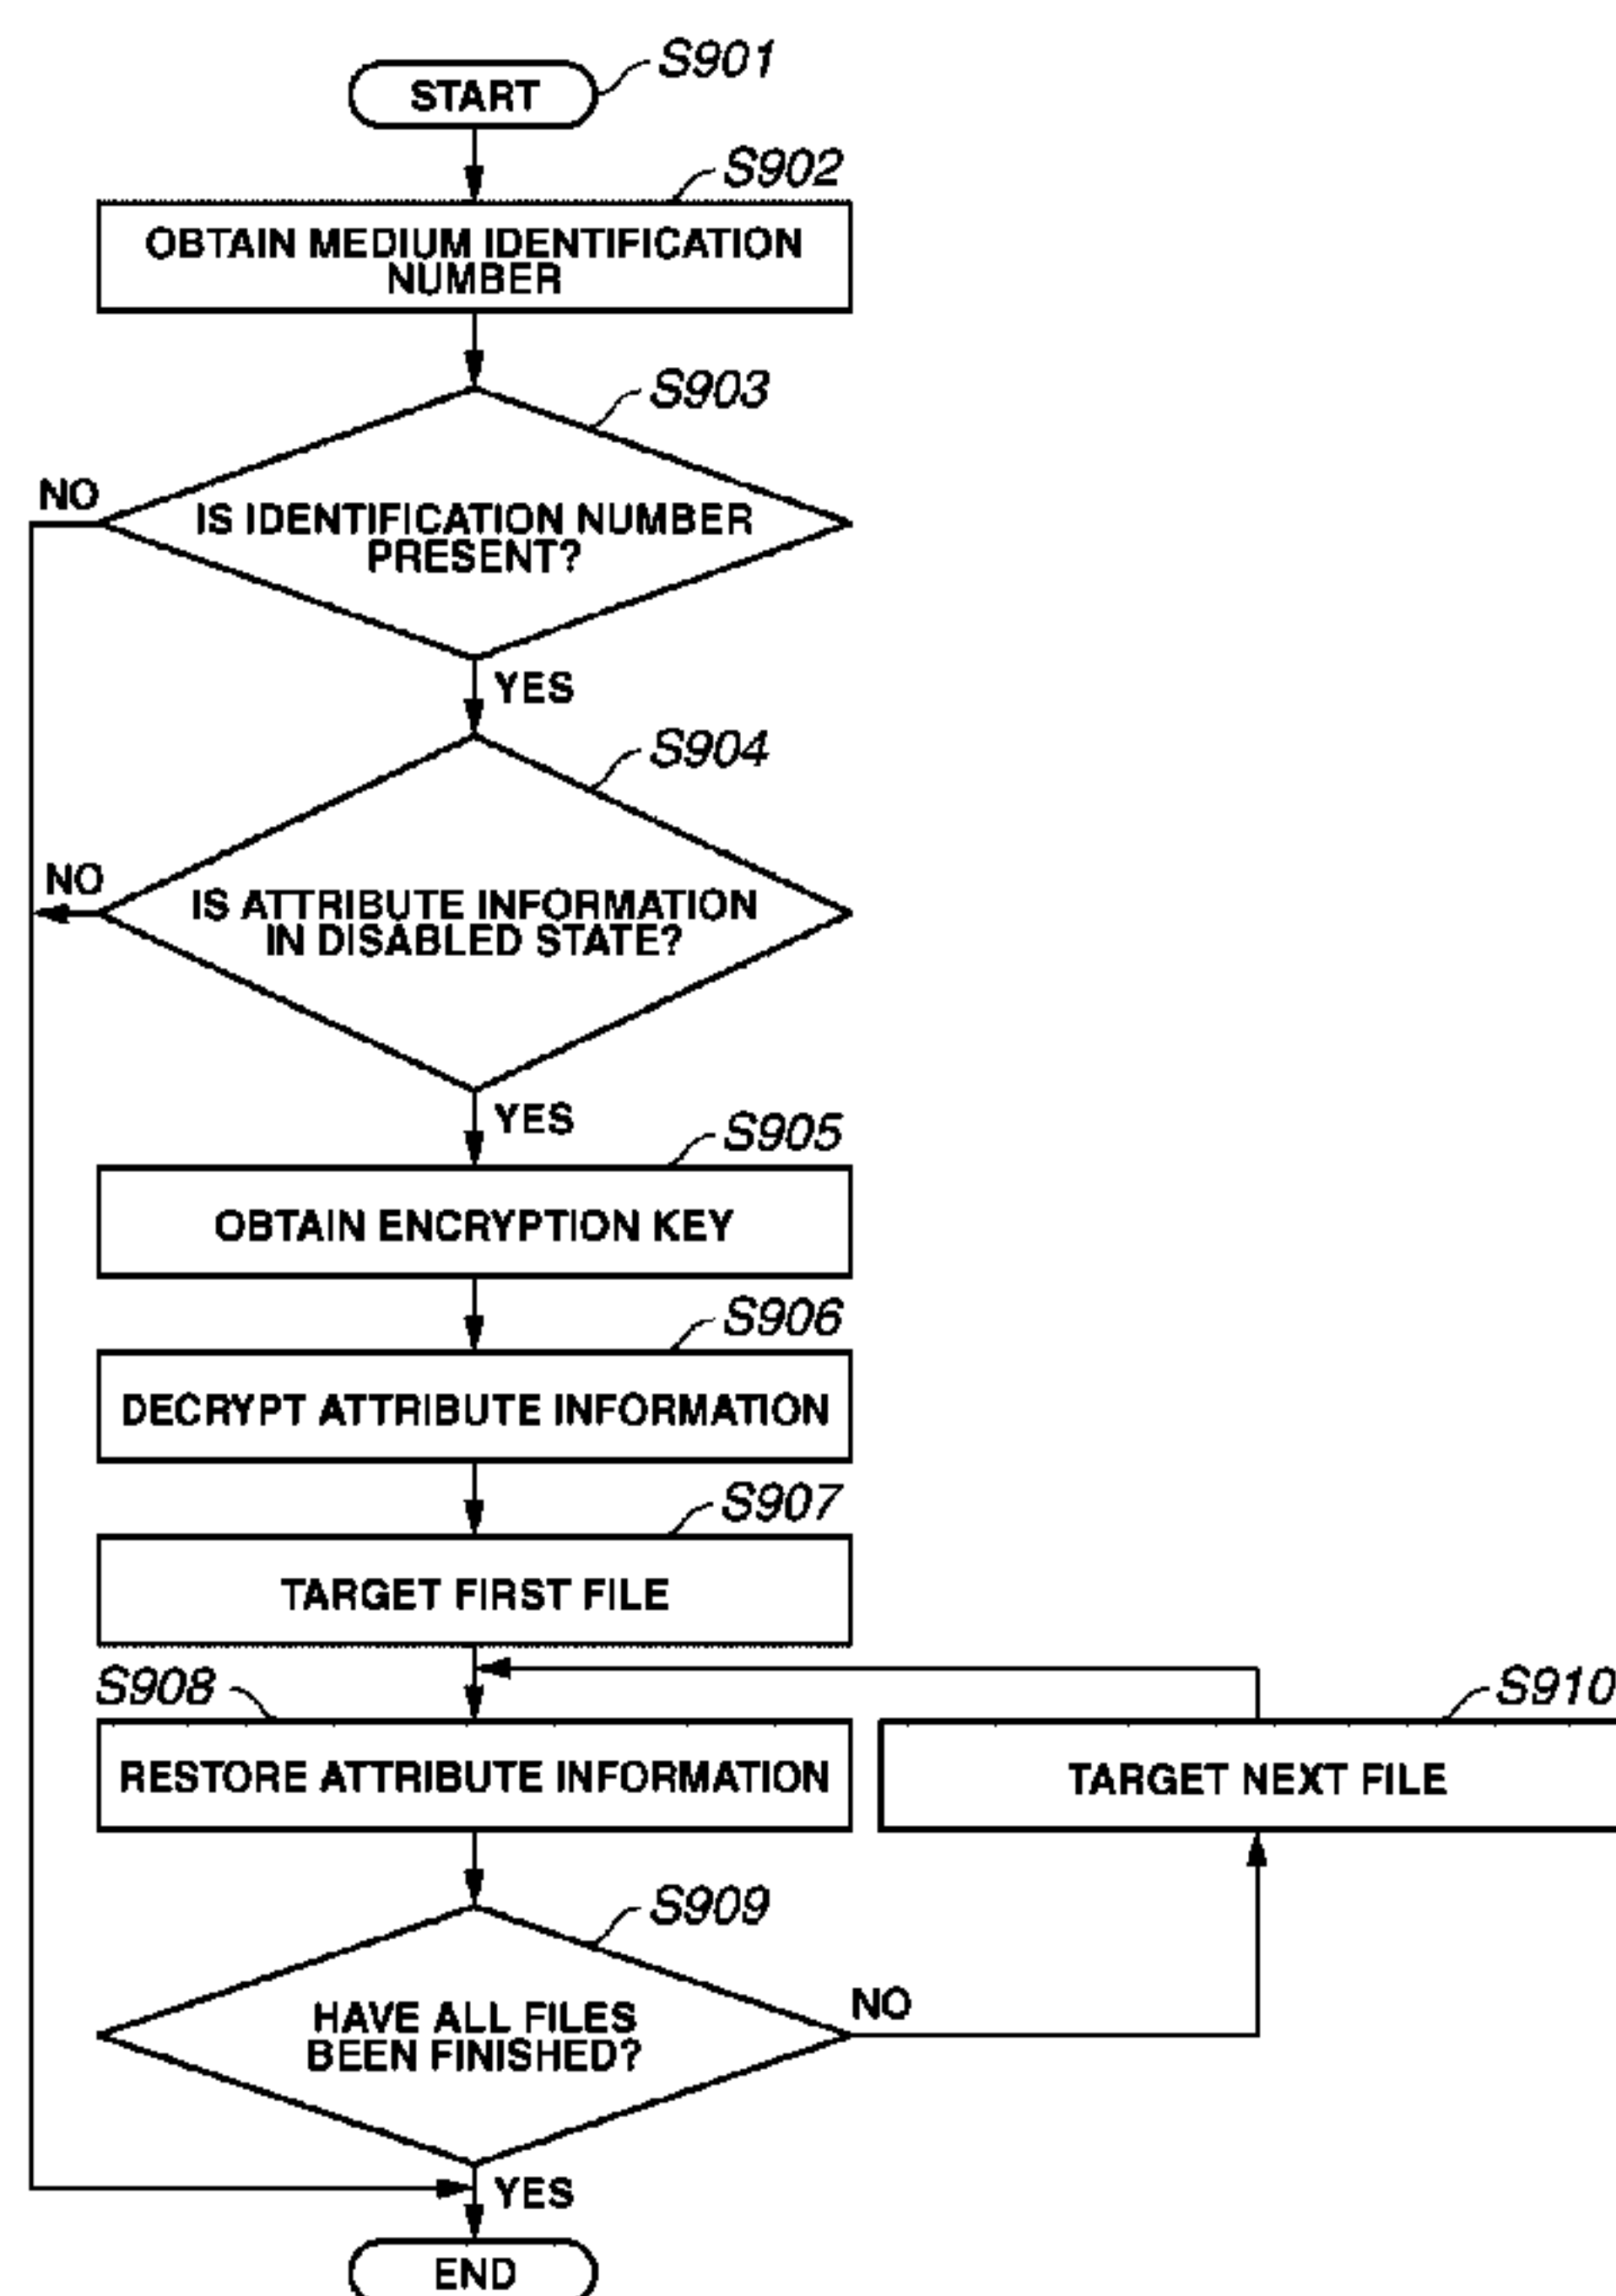 START
S901
S902
OBTAIN MEDIUM IDENTIFICATION
NUMBER
S903
NO
IS IDENTIFICATION NUMBER
PRESENT?
YES
S904
NO
IS ATTRIBUTE INFORMATION
IN DISABLED STATE?
YES
S905
OBTAIN ENCRYPTION KEY
S906
DECRYPT ATTRIBUTE INFORMATION
S907
TARGET FIRST FILE
S908
S910
RESTORE ATTRIBUTE INFORMATION
TARGET NEXT FILE
S909
HAVE ALL FILES
BEEN FINISHED?
NO
YES
END